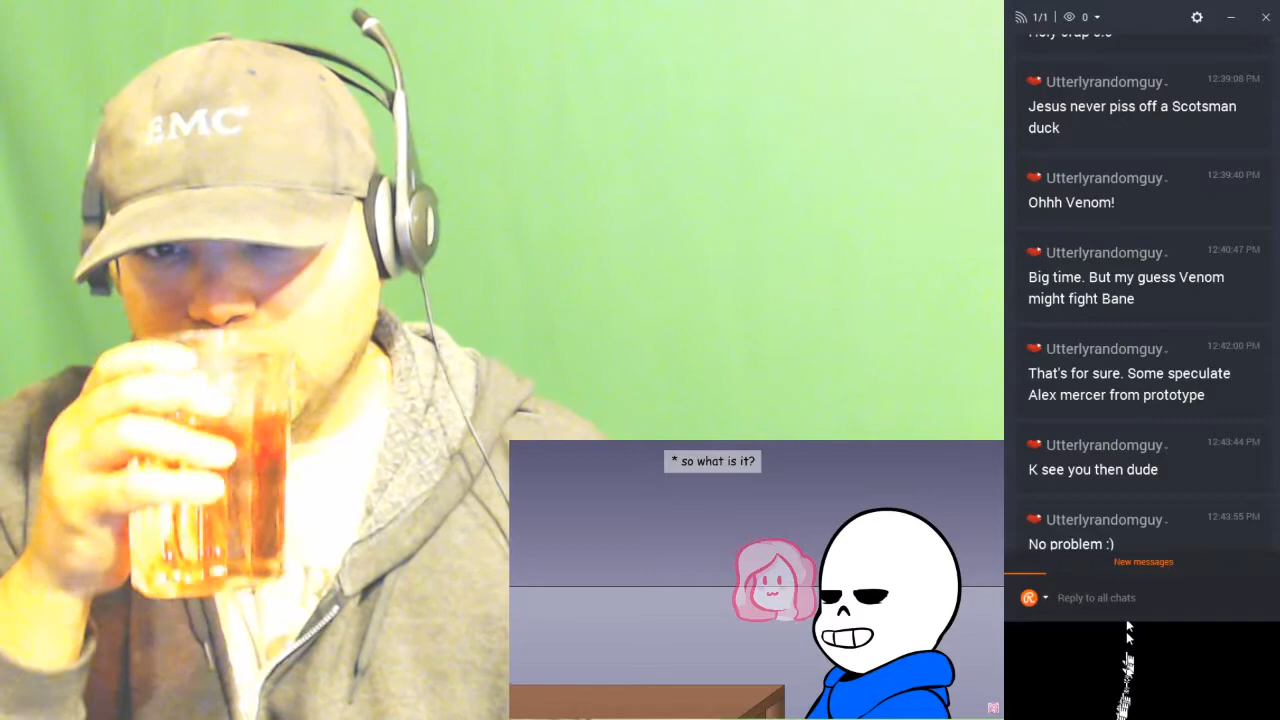 EMC
* so what is it?
1/1
0
Utterlyrandomguy
12:39:08 PM
Jesus never piss off a Scotsman
duck
Utterlyrandomguy
12:39:40 PM
Ohhh Venom!
Utterlyrandomguy
12:40:47 PM
Big time. But my guess Venom
might fight Bane
Utterlyrandomguy
12:42:00 PM
That's for sure. Some speculate
Alex mercer from prototype
Utterlyrandomguy
12:43:44 PM
K see you then dude
Utterlyrandomguy
12:43:55 PM
No problem :)
New messages
Reply to all chats